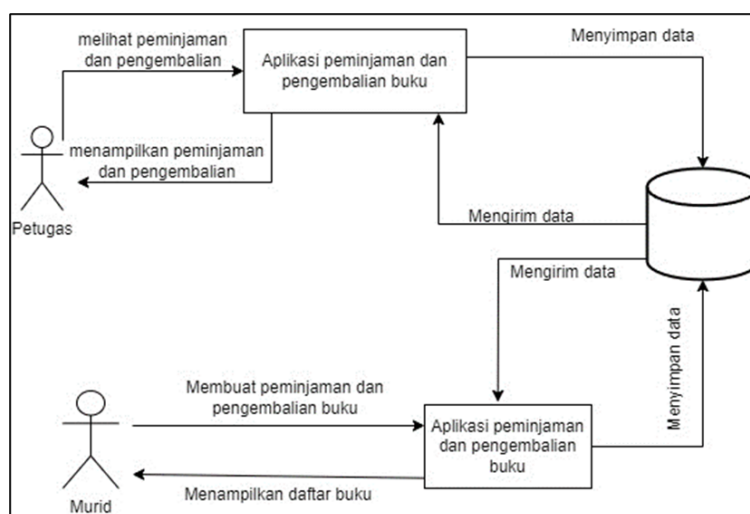 melihat peminjaman
dan pengembalian
Aplikasi peminjaman dan
pengembalian buku
Menyimpan data
menampilkan peminjaman
dan pengembalian
Petugas
Mengirim data
Mengirim data
Menyimpan data
Membuat peminjaman dan
pengembalian buku
Aplikasi peminjaman
dan pengembalian
buku
Menampilkan daftar buku
Murid